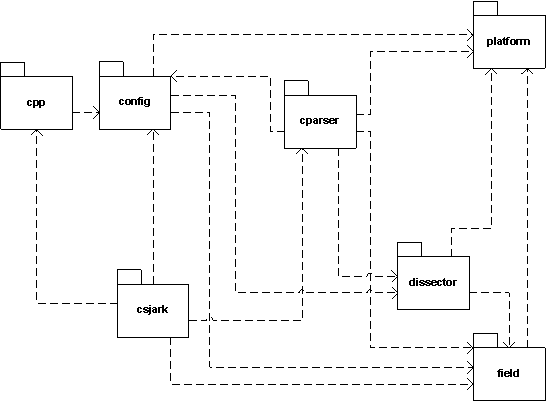 platform
cpp
config
cparser
dissector
csjark
field